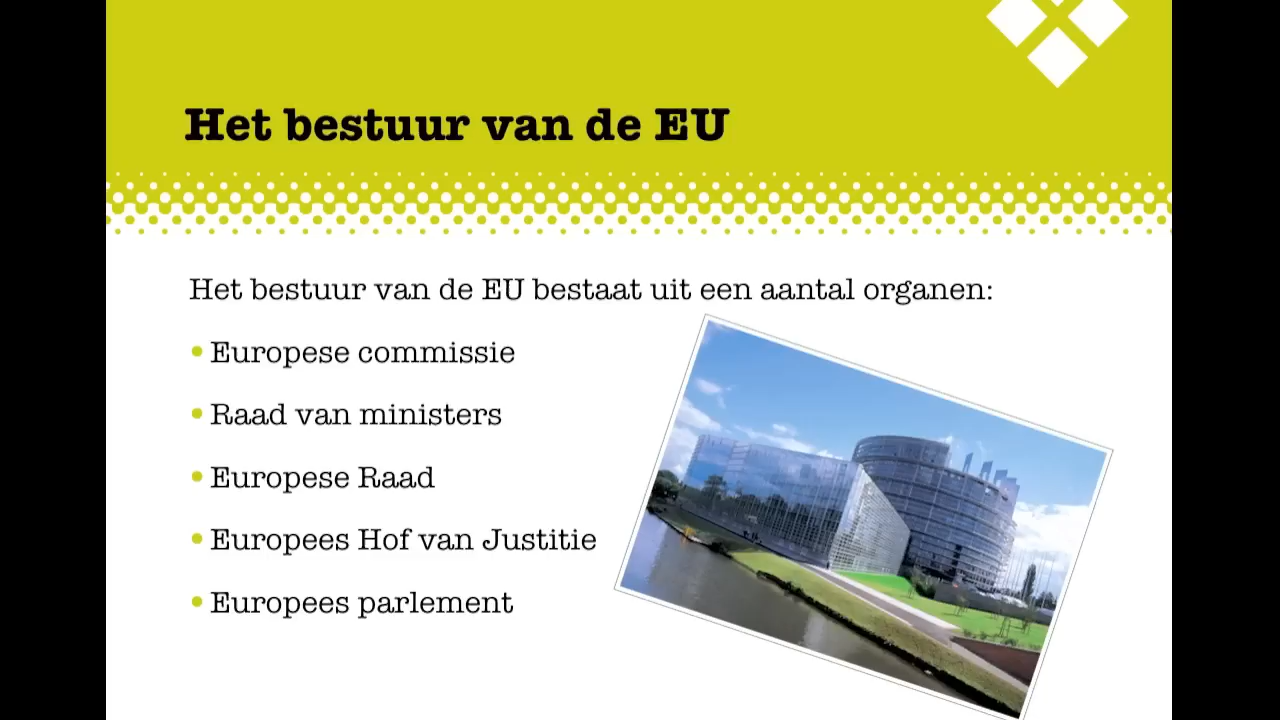 Het bestuur van de EU
Het bestuur van de EU bestaat uit een aantal organen:
• Europese commissie
• Raad van ministers
• Europese Raad
• Europees Hof van Justitie
• Europees parlement